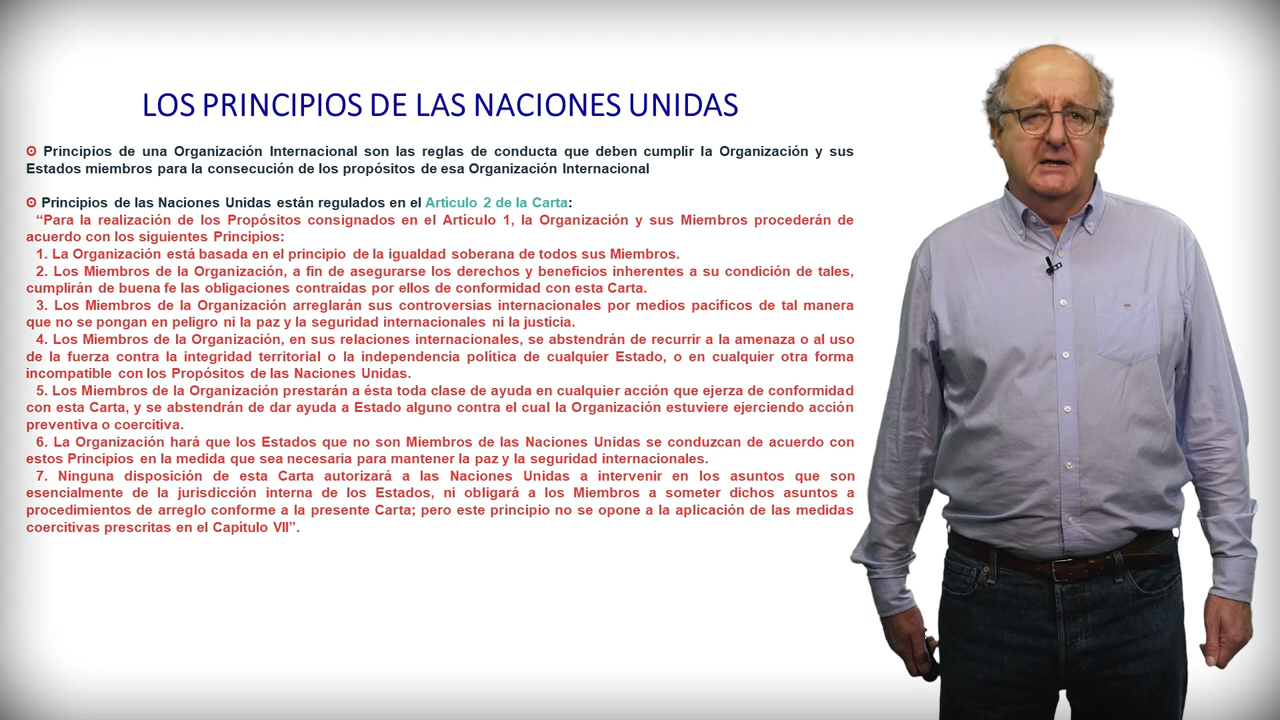 LOS PRINCIPIOS DE LAS NACIONES UNIDAS
Principios de una Organización Internacional son las reglas de conducta que deben cumplir la Organización y sus
Estados miembros para la consecución de los propósitos de esa Organización Internacional
Principios de las Naciones Unidas están regulados en el Articulo 2 de la Carta:
“Para la realización de los Propósitos consignados en el Articulo 1, la Organización y sus Miembros procederán de
acuerdo con los siguientes Principios:
1. La Organización está basada en el principio de la igualdad soberana de todos sus Miembros.
2. Los Miembros de la Organización, a fin de asegurarse los derechos y beneficios inherentes a su condición de tales,
cumplirán de buena fe las obligaciones contraidas por ellos de conformidad con esta Carta.
3. Los Miembros de la Organización arreglarán sus controversias internacionales por medios pacificos de tal manera
que no se pongan en peligro ni la paz y la seguridad internacionales ni la justicia.
4. Los Miembros de la Organización, en sus relaciones internacionales, se abstendrán de recurrir a la amenaza o al uso
de la fuerza contra la integridad territorial o la independencia politica de cualquier Estado, o en cualquier otra forma
incompatible con los Propósitos de las Naciones Unidas.
5. Los Miembros de la Organización prestarán a ésta toda clase de ayuda en cualquier acción que ejerza de conformidad
con esta Carta, y se abstendrán de dar ayuda a Estado alguno contra el cual la Organización estuviere ejerciendo acción
preventiva o coercitiva.
6. La Organización hará que los Estados que no son Miembros de las Naciones Unidas se conduzcan de acuerdo con
estos Principios en la medida que sea necesaria para mantener la paz y la seguridad internacionales.
7. Ninguna disposición de esta Carta autorizará a las Naciones Unidas a intervenir en los asuntos que son
esencialmente de la jurisdicción interna de los Estados, ni obligará a los Miembros a someter dichos asuntos a
procedimientos de arreglo conforme a la presente Carta; pero este principio no se opone a la aplicación de las medidas
coercitivas prescritas en el Capitulo VII”.